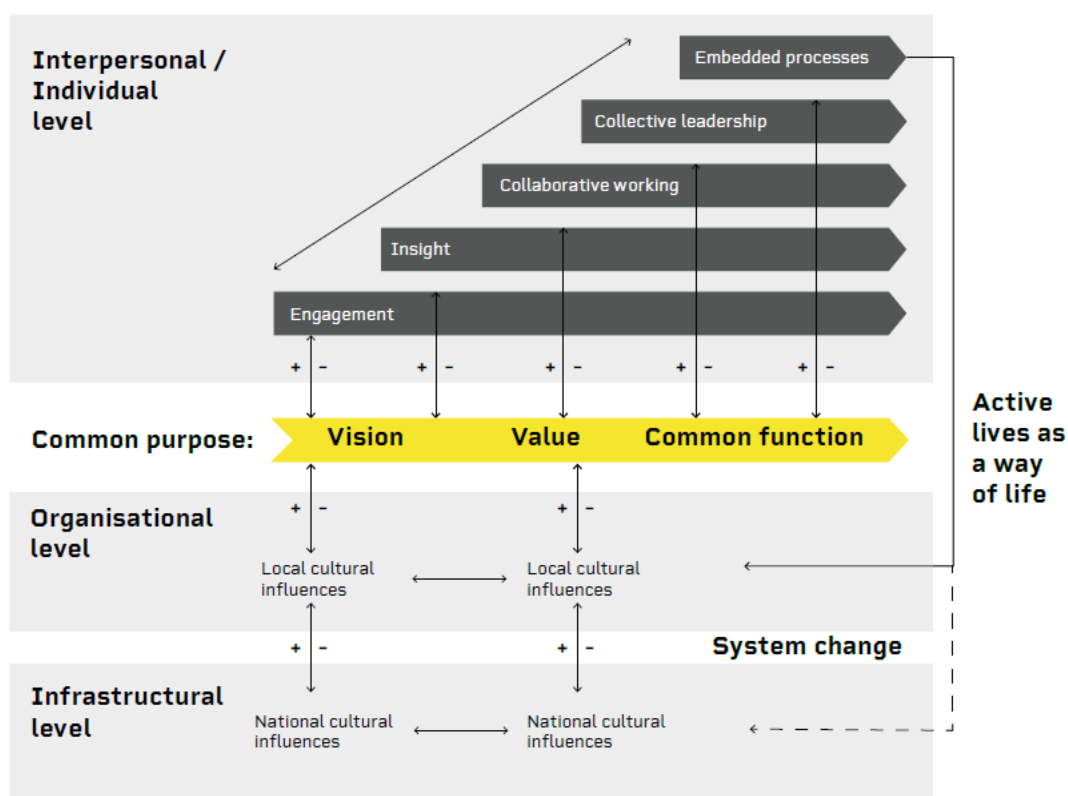 Interpersonal /
Individual
level
Embedded processes
Collective leadership
Collaborative working
Insight
Engagement
+ -
+ -
+ -
+ -
+ -
Common purpose:
Vision
Value
Common function
Active
lives as
a way
of life
Organisational
level
+ -
+ -
Local cultural
influences
Local cultural
influences
+ -
+ -
System change
Infrastructural
level
National cultural
influences
National cultural
influences